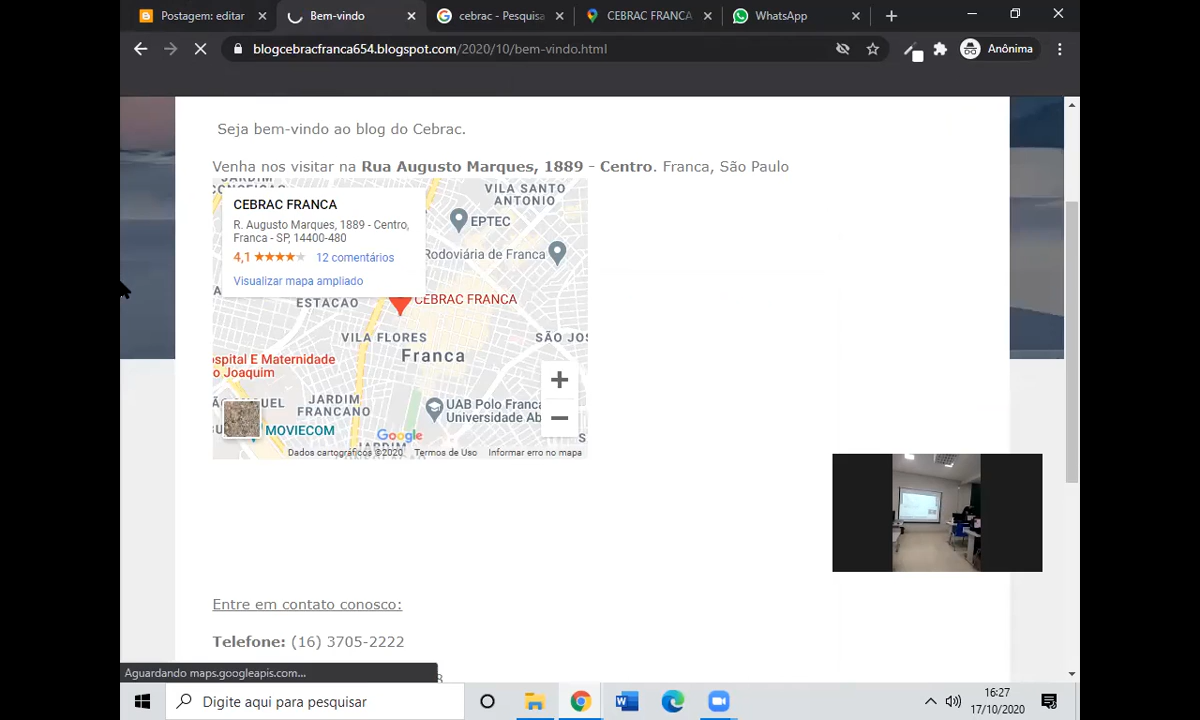 Postagem: editar
Bem-vindo
cebrac - Pesquisa
CEBRAC FRANCA
WhatsApp
blogcebracfranca654.blogspot.com/2020/10/bem-vindo.html
Anônima
Seja bem-vindo ao blog do Cebrac.
Venha nos visitar na Rua Augusto Marques, 1889 - Centro. Franca, São Paulo
VILA SANTO
ANTONIO
CEBRAC FRANCA
R. Augusto Marques, 1889 - Centro,
Franca - SP, 14400-480
4,1 12 comentários
Visualizar mapa ampliado
EPTEC
Rodoviária de Franca
ESTACAO
CEBRAC FRANCA
VILA FLORES
SÃO JOS
Franca
spital E Maternidade
o Joaquim
JARDIM
FRANCANO
UAB Polo Franca
Universidade Ab
MOVIECOM
Google
Dados cartográficos ©2020 Termos de Uso Informar erro no mapa
Entre em contato conosco:
Telefone: (16) 3705-2222
Aguardando maps.googleapis.com...
Digite aqui para pesquisar
16:27
17/10/2020